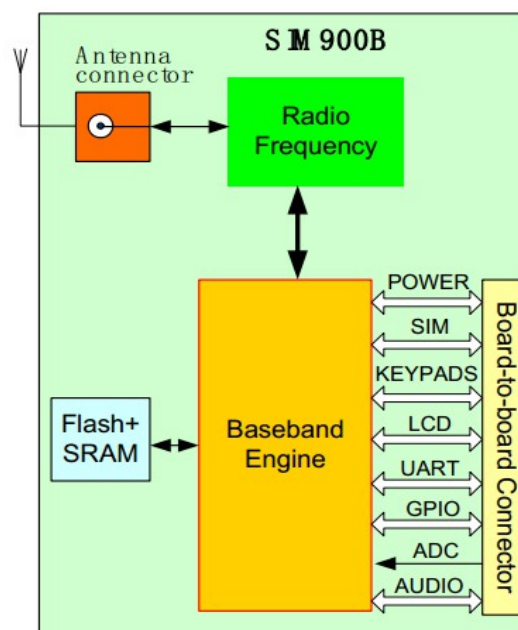 SIM900B
Antenna
connector
Radio
Frequency
POWER
SIM
KEYPADS
LCD
UART
GPIO
ADC
AUDIO
Flash+
SRAM
Baseband
Engine
Board-to-board Connector